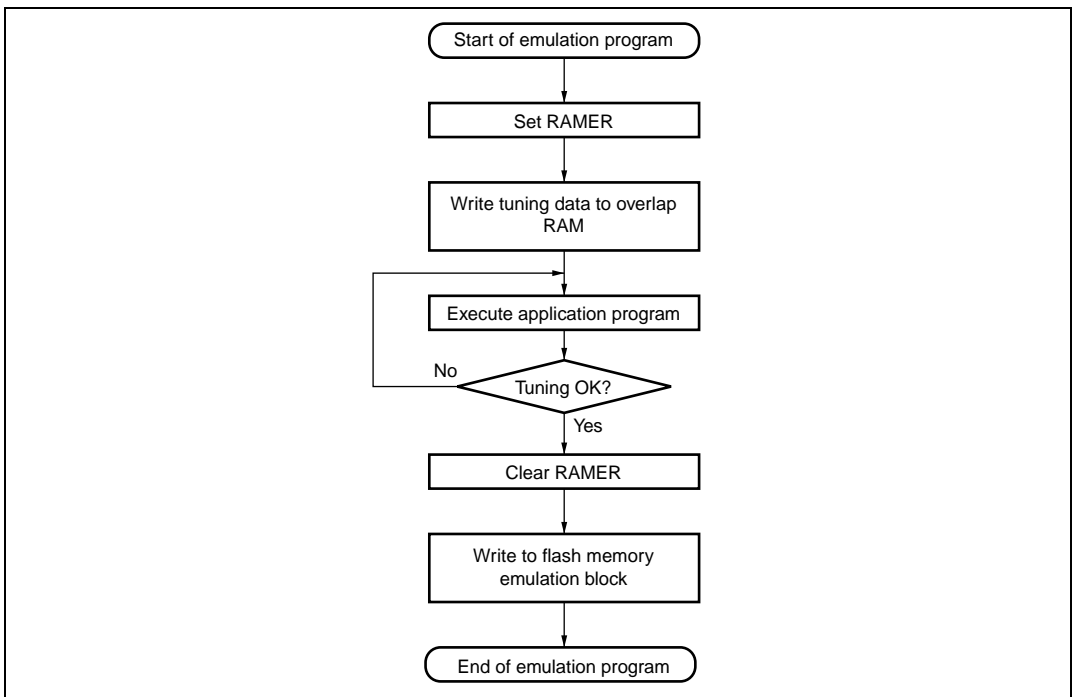 Start of emulation program
Set RAMER
Write tuning data to overlap
RAM
Execute application program
No
Tuning OK?
Yes
Clear RAMER
Write to flash memory
emulation block
End of emulation program